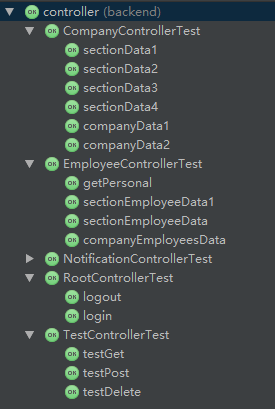 controller (backend)
OK CompanyControllerTest
OK sectionData1
OK sectionData2
OK sectionData3
OK sectionData4
OK companyData1
OK companyData2
OK EmployeeControllerTest
OK getPersonal
OK sectionEmployeeData1
OK sectionEmployeeData
OK companyEmployeesData
OK NotificationControllerTest
OK RootControllerTest
OK logout
OK login
OK TestControllerTest
OK testGet
OK testPost
OK testDelete